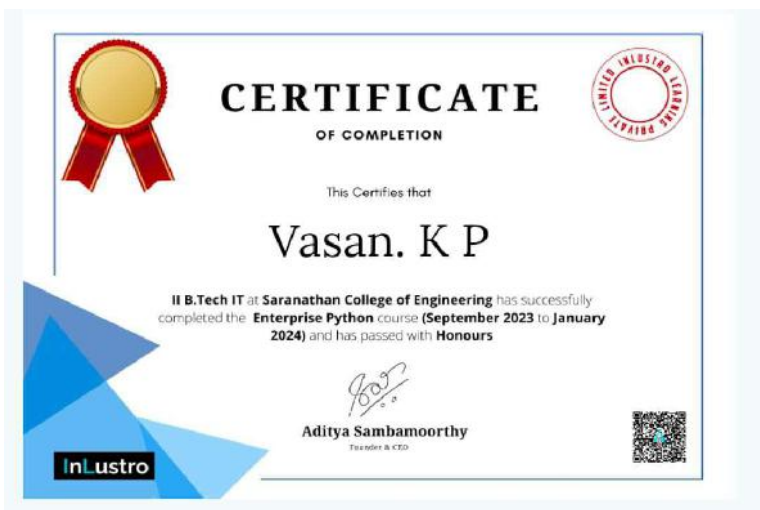 CERTIFICATE
OF COMPLETION
INLUSTRO LEARNING PRIVATE LIMITED
This Certifies that
Vasan. K P
II B.Tech IT at Saranathan College of Engineering has successfully
completed the Enterprise Python course (September 2023 to January
2024) and has passed with Honours
Aditya Sambamoorthy
Founder & CEO
InLustro